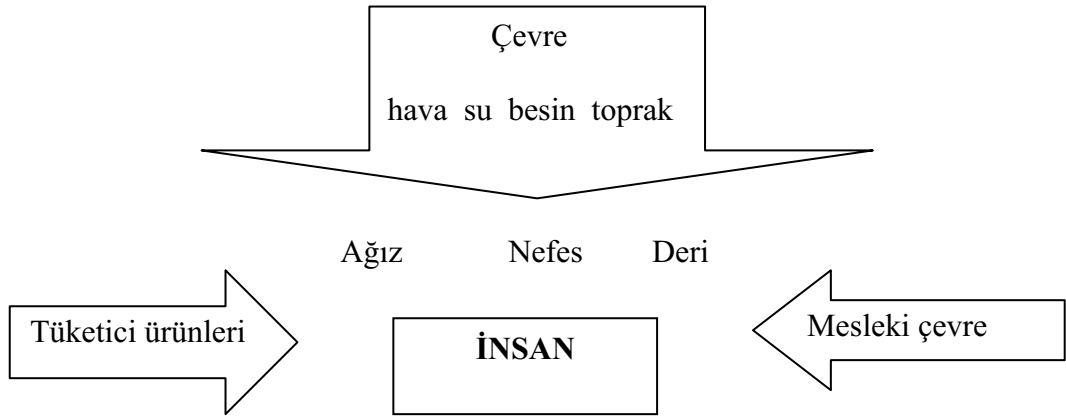 Çevre
hava su besin toprak
Ağız Nefes Deri
Tüketici ürünleri
İNSAN
Mesleki çevre